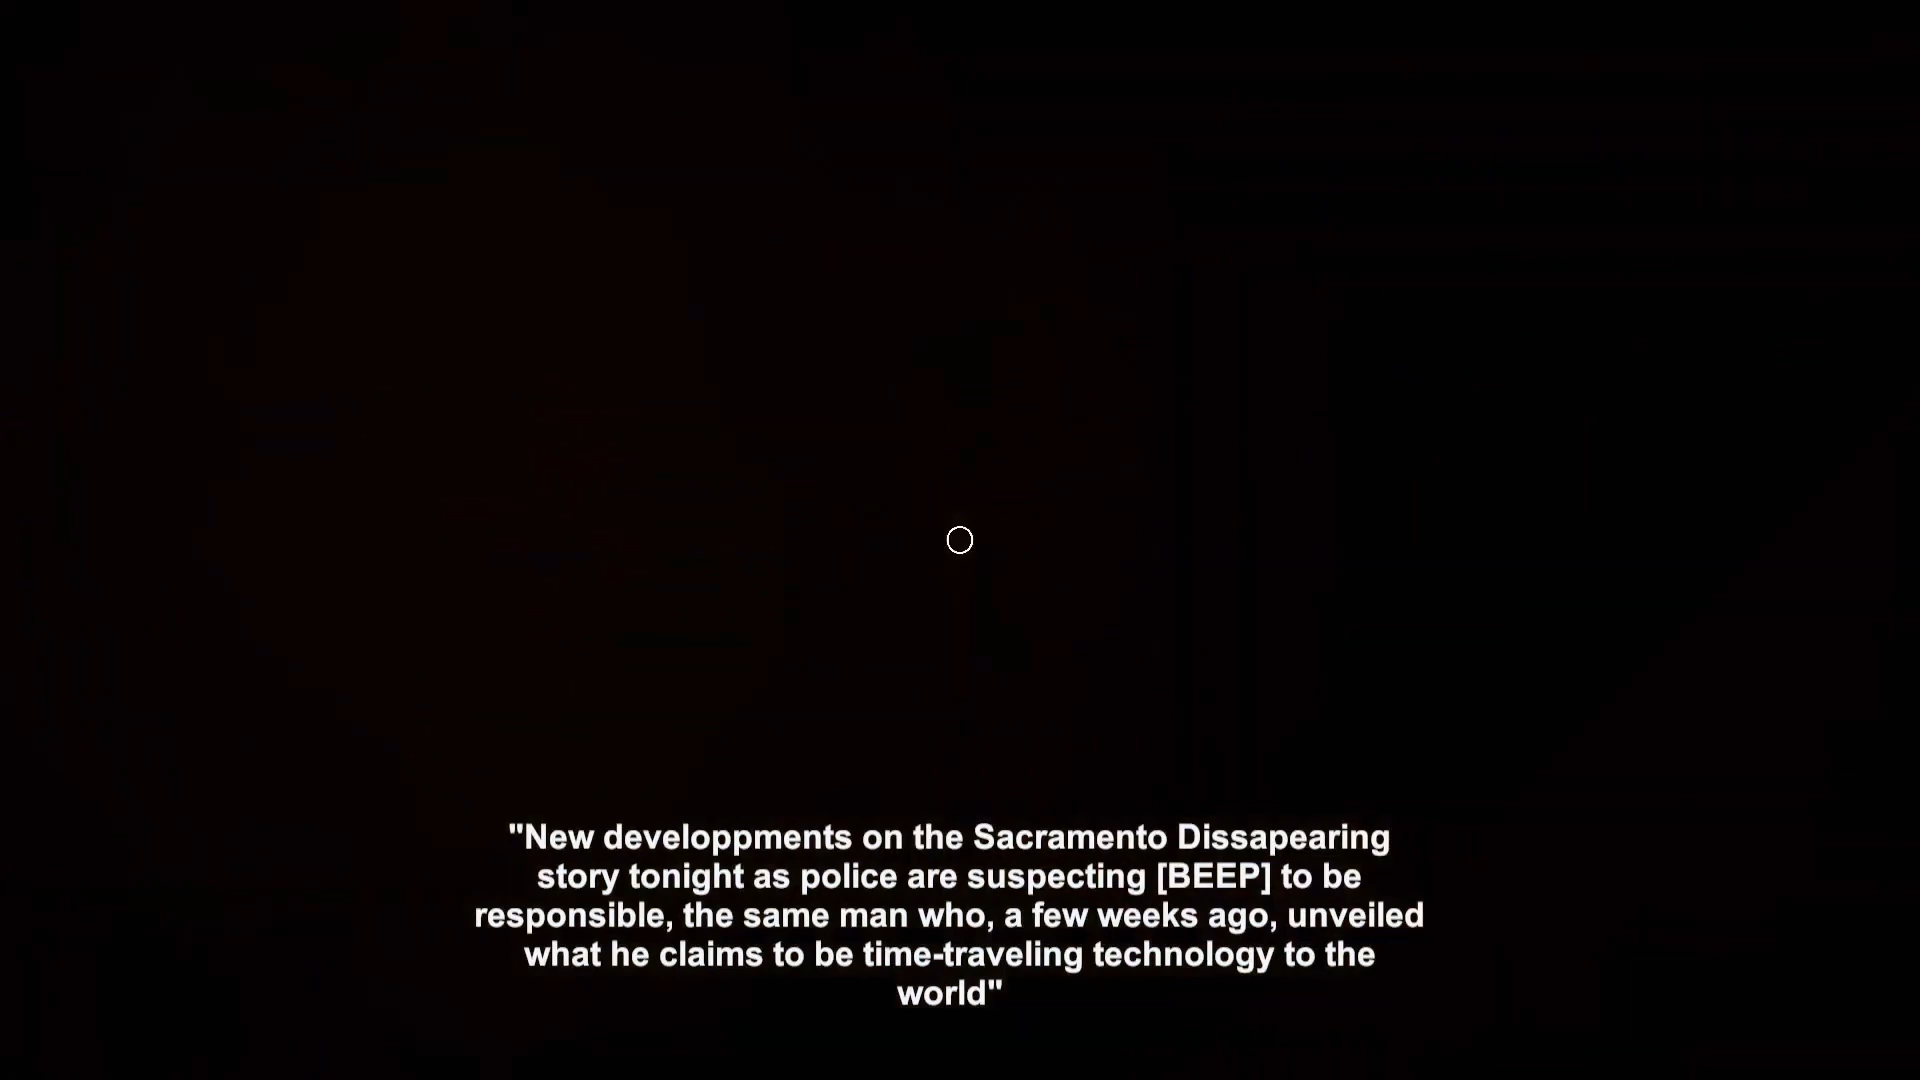 "New developpments on the Sacramento Dissapearing
story tonight as police are suspecting [BEEP] to be
responsible, the same man who, a few weeks ago, unveiled
what he claims to be time-traveling technology to the
world"